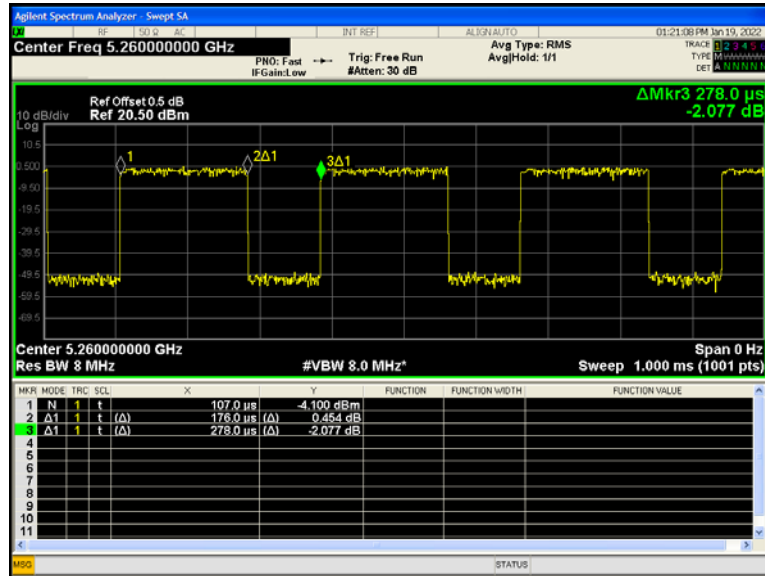 Agilent Spectrum Analyzer - Swept SA
RF 50 Ω AC INT REF ALIGN AUTO 01:21:08 PM Jan 19, 2022
Center Freq 5.260000000 GHz
PNO: Fast
IFGain:Low
Trig: Free Run
#Atten: 30 dB
Avg Type: RMS
Avg|Hold: 1/1
TRACE 1 2 3 4 5 6
TYPE M
DET A N N N N N
Ref Offset 0.5 dB
10 dB/div Ref 20.50 dBm
Log
ΔMkr3 278.0 µs
-2.077 dB
10.5
0.500
-9.50
-19.5
-29.5
-39.5
-49.5
-59.5
-69.5
1
2Δ1
3Δ1
Center 5.260000000 GHz Span 0 Hz
Res BW 8 MHz #VBW 8.0 MHz* Sweep 1.000 ms (1001 pts)
MKR MODE TRC SCL X Y FUNCTION FUNCTION WIDTH FUNCTION VALUE
1 N 1 t 107.0 µs -4.100 dBm
2 Δ1 1 t (Δ) 176.0 µs (Δ) 0.454 dB
3 Δ1 1 t (Δ) 278.0 µs (Δ) -2.077 dB
4
5
6
7
8
9
10
11
MSG STATUS